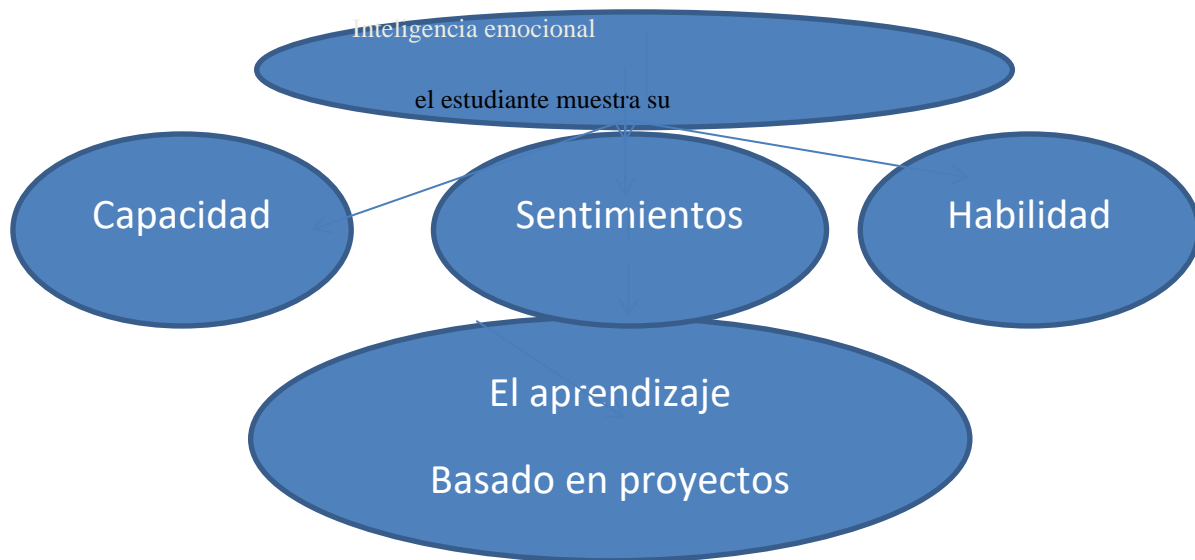 Inteligencia emocional
el estudiante muestra su
Capacidad
Sentimientos
Habilidad
El aprendizaje
Basado en proyectos